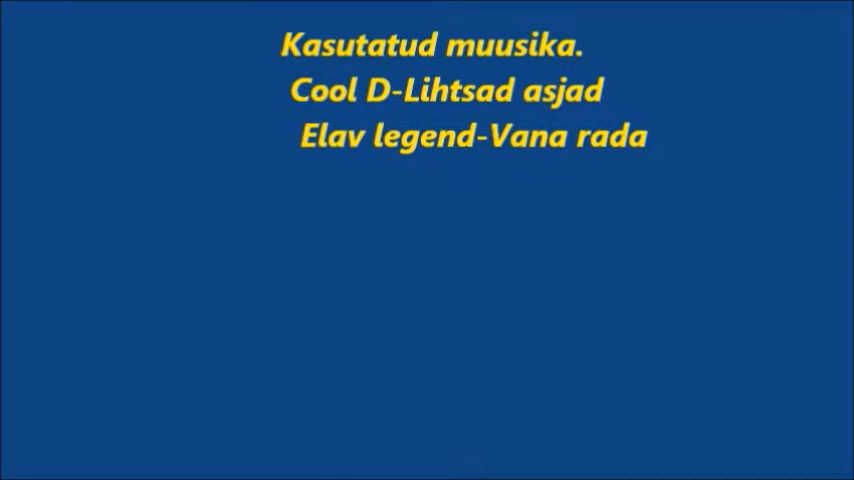 Kasutatud muusika.
Cool D-Lihtsad asjad
Elav legend-Vana rada